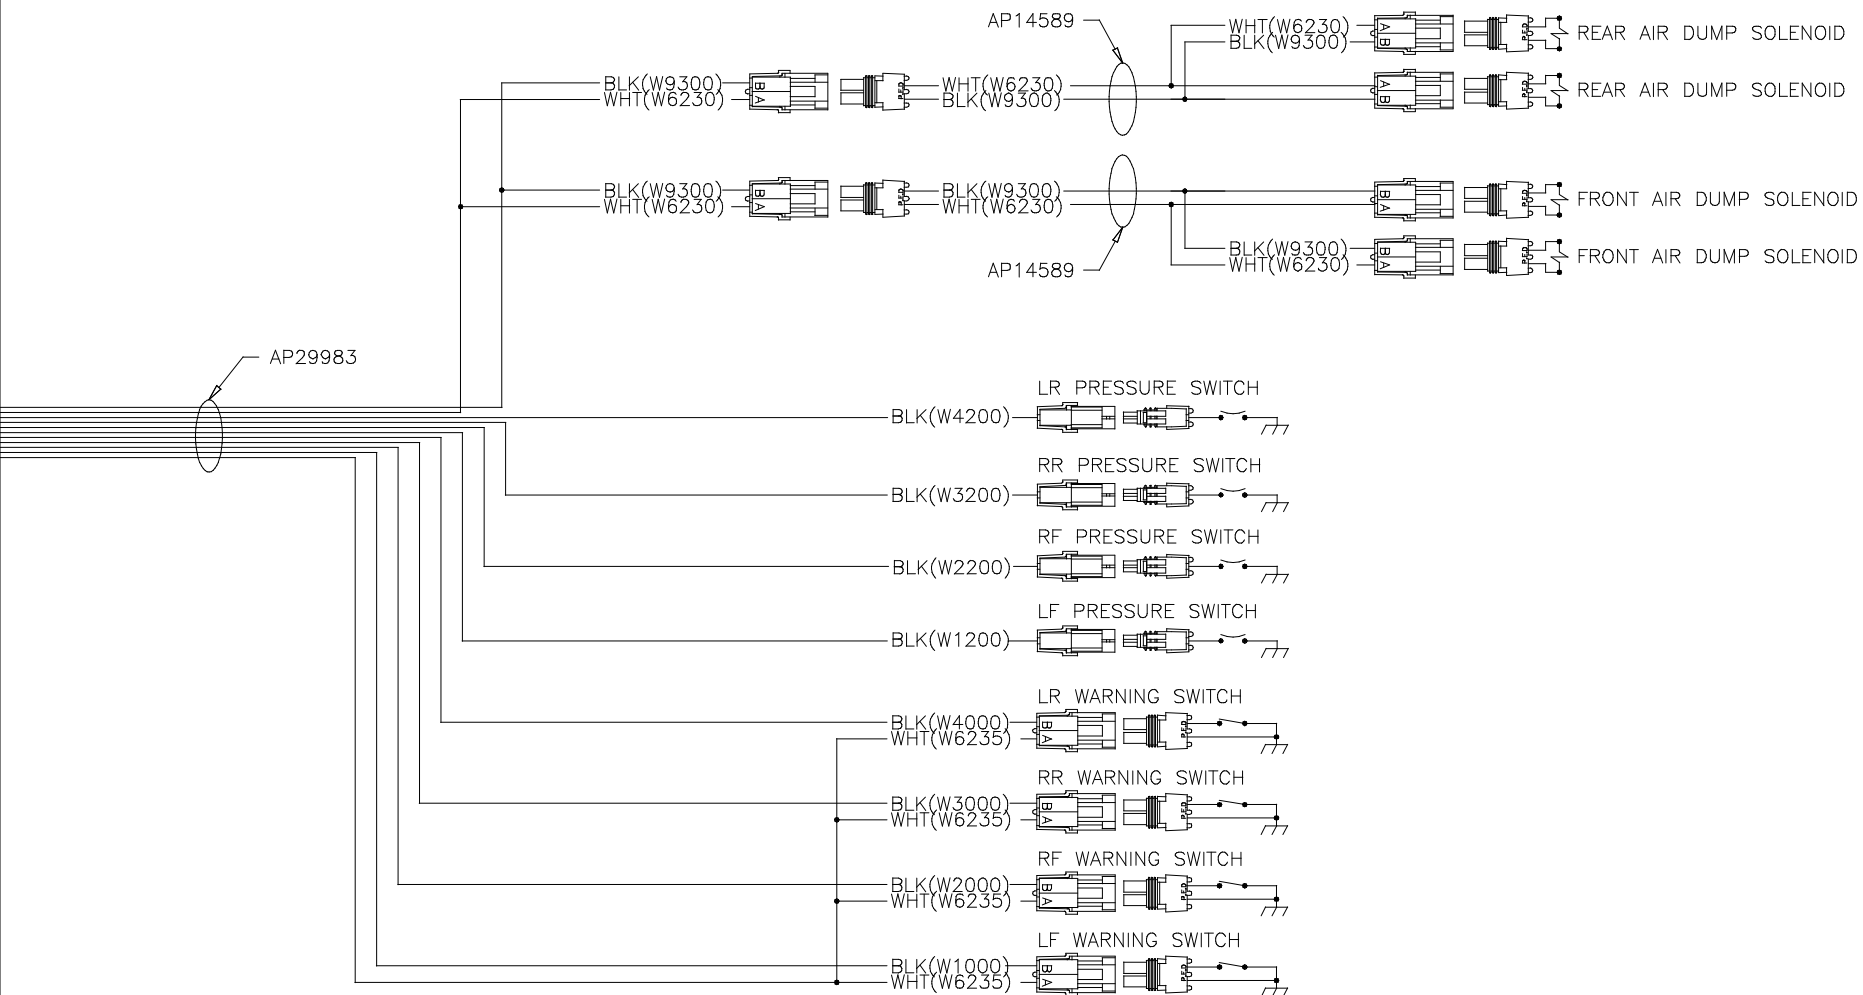 AP14589
WHT(W6230)
BLK(W9300)
A
B
REAR AIR DUMP SOLENOID
BLK(W9300)
WHT(W6230)
B
A
P.E.D
WHT(W6230)
BLK(W9300)
A
B
P.E.D
REAR AIR DUMP SOLENOID
BLK(W9300)
WHT(W6230)
B
A
P.E.D
BLK(W9300)
WHT(W6230)
B
A
P.E.D
FRONT AIR DUMP SOLENOID
AP14589
BLK(W9300)
WHT(W6230)
B
A
P.E.D
FRONT AIR DUMP SOLENOID
AP29983
LR PRESSURE SWITCH
BLK(W4200)
RR PRESSURE SWITCH
BLK(W3200)
RF PRESSURE SWITCH
BLK(W2200)
LF PRESSURE SWITCH
BLK(W1200)
LR WARNING SWITCH
BLK(W4000)
WHT(W6235)
B
A
P.E.D
RR WARNING SWITCH
BLK(W3000)
WHT(W6235)
B
A
P.E.D
RF WARNING SWITCH
BLK(W2000)
WHT(W6235)
B
A
P.E.D
LF WARNING SWITCH
BLK(W1000)
WHT(W6235)
B
A
P.E.D